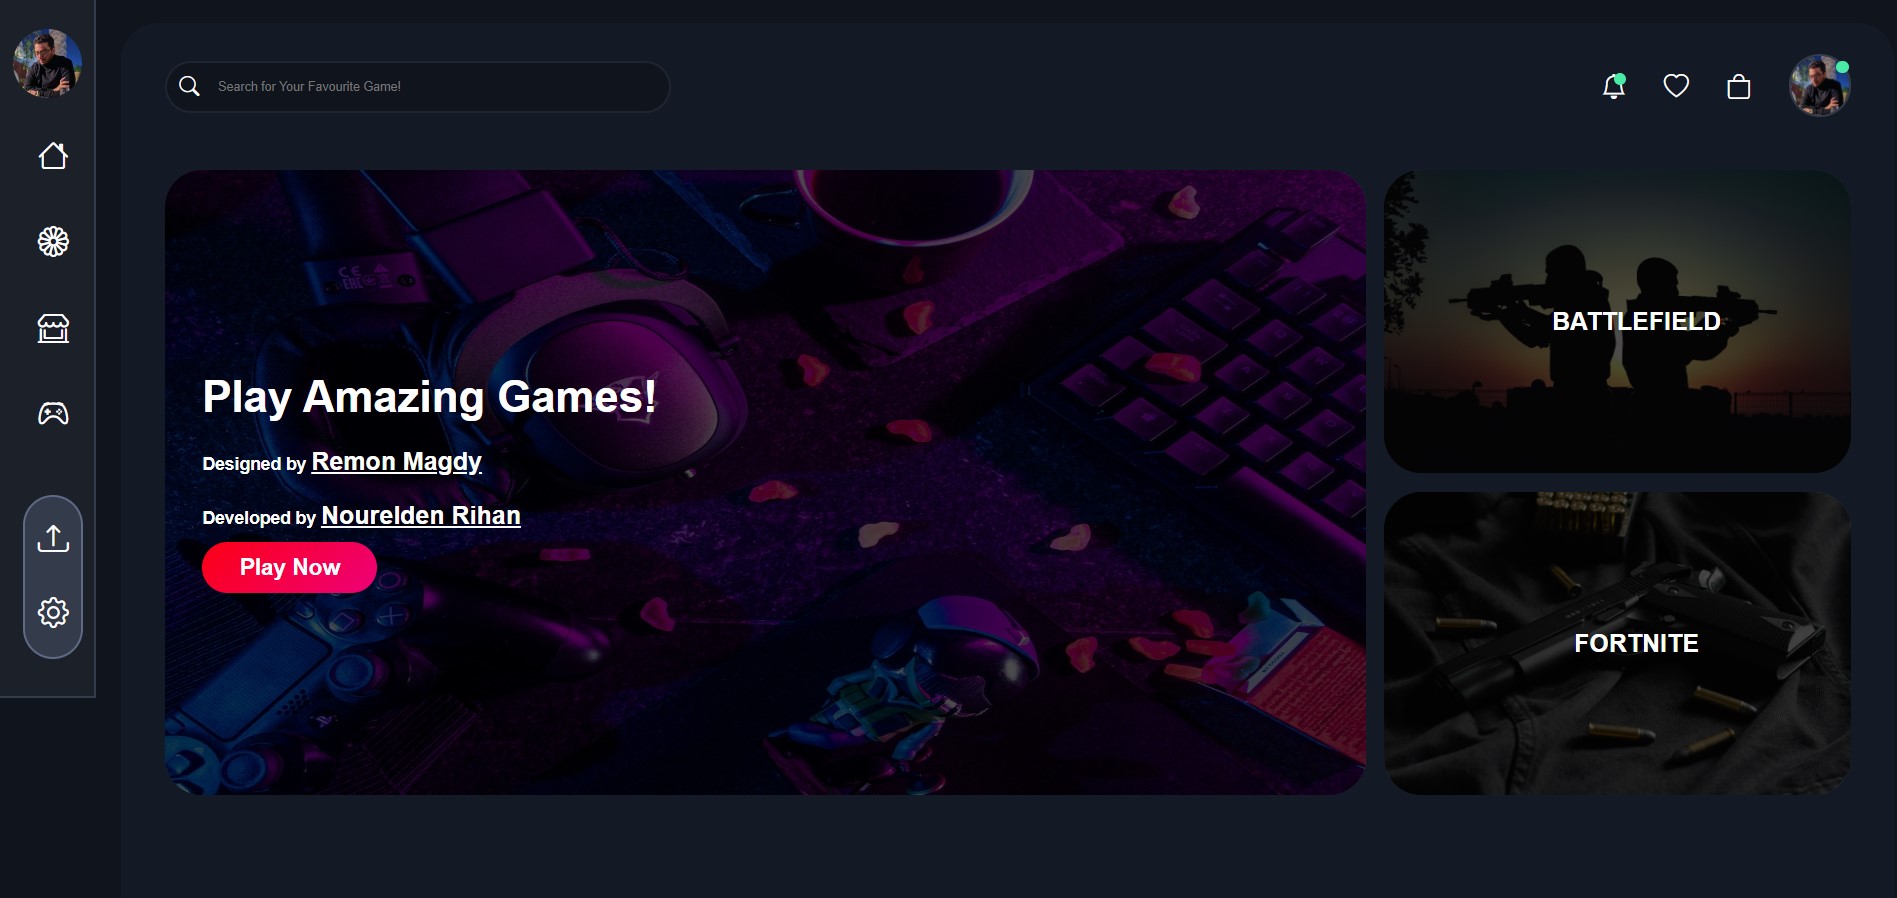 Search for Your Favourite Game!
Play Amazing Games!
Designed by Remon Magdy
Developed by Nourelden Rihan
Play Now
BATTLEFIELD
FORTNITE